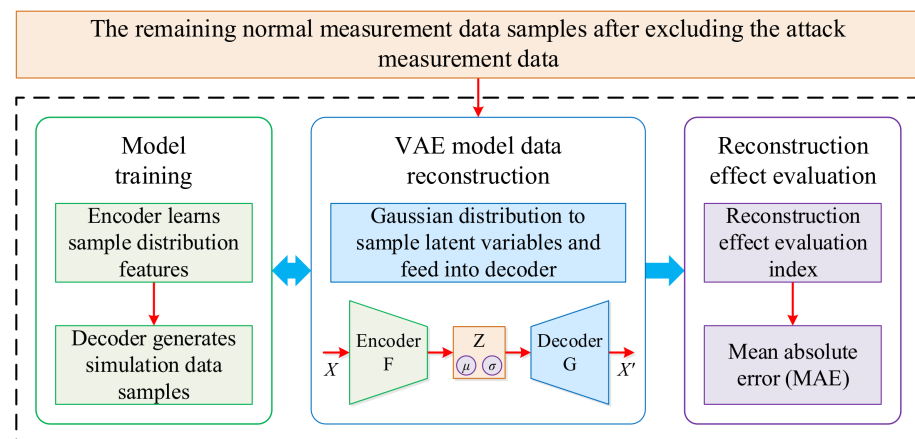 The remaining normal measurement data samples after excluding the attack
measurement data
Model
training
Encoder learns
sample distribution
features
Decoder generates
simulation data
samples
VAE model data
reconstruction
Gaussian distribution to
sample latent variables and
feed into decoder
X
Encoder
F
Z
μ σ
Decoder
G
X'
Reconstruction
effect evaluation
Reconstruction
effect evaluation
index
Mean absolute
error (MAE)